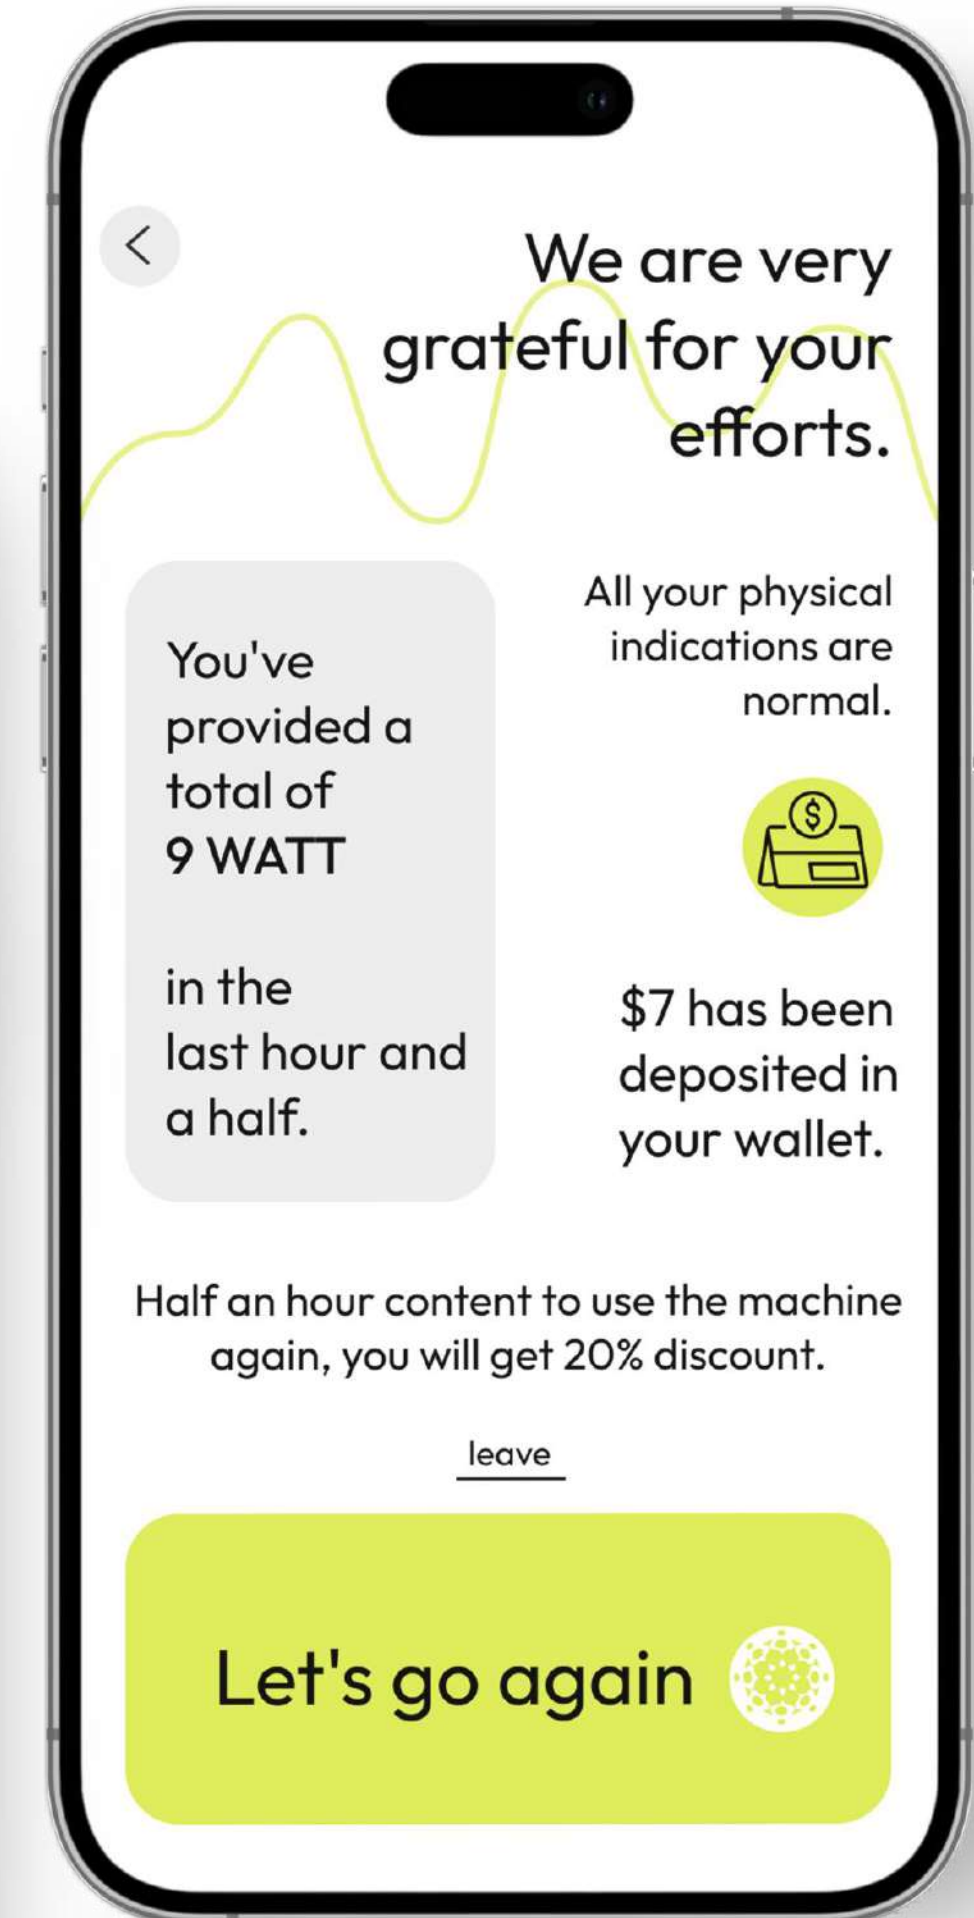 We are very
grateful for your
efforts.
You've
provided a
total of
9 WATT
in the
last hour and
a half.
All your physical
indications are
normal.
$
$7 has been
deposited in
your wallet.
Half an hour content to use the machine
again, you will get 20% discount.
leave
Let's go again